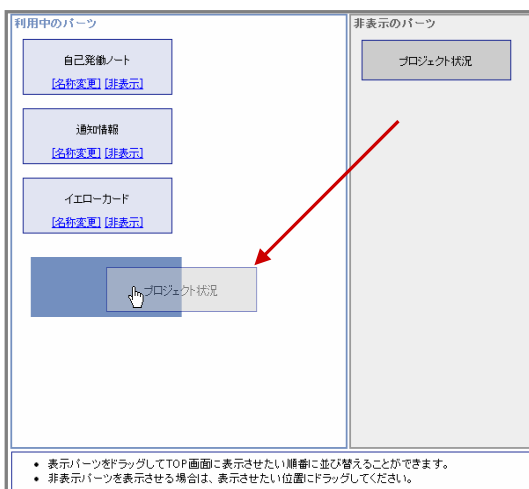 利用中のパーツ
非表示のパーツ
自己発働ノート
[名称変更] [非表示]
プロジェクト状況
通知情報
[名称変更] [非表示]
イエローカード
[名称変更] [非表示]
プロジェクト状況
• 表示パーツをドラッグしてTOP画面に表示させたい順番に並び替えることができます。
• 非表示パーツを表示させる場合は、表示させたい位置にドラッグしてください。